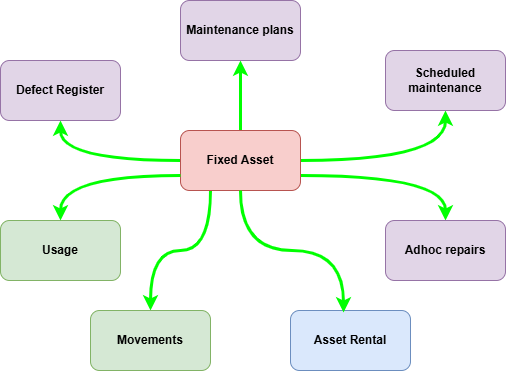 Maintenance plans
Scheduled
maintenance
Defect Register
Fixed Asset
Usage
Adhoc repairs
Movements
Asset Rental